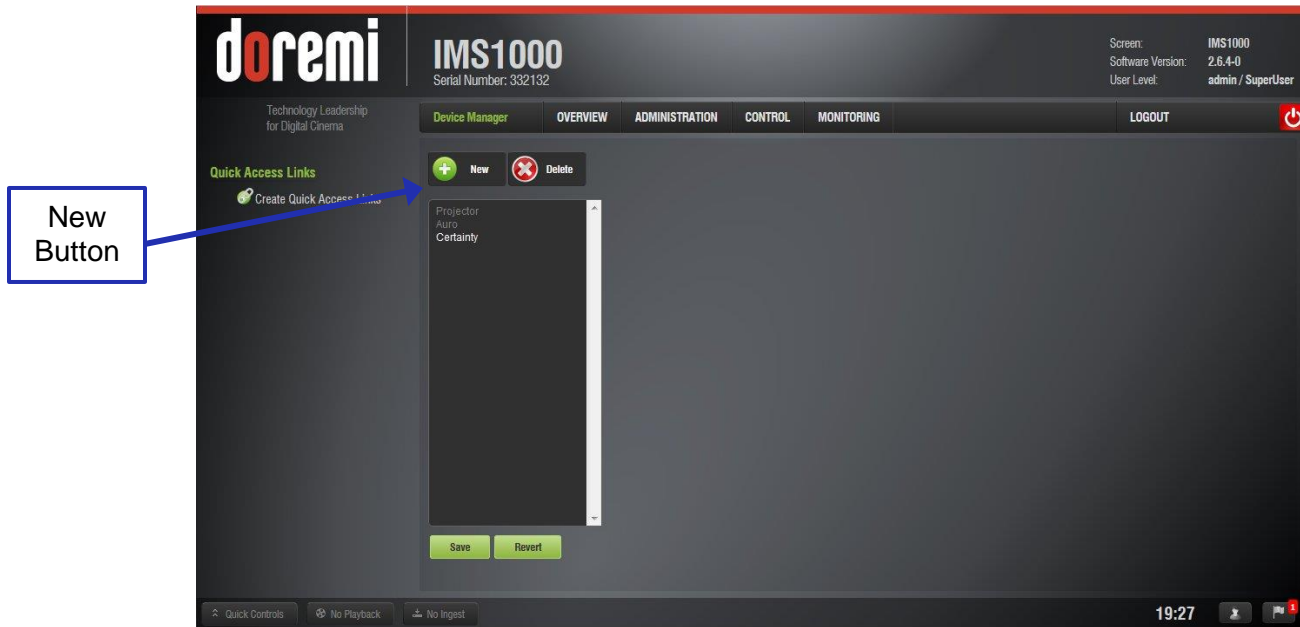 doremi
Technology Leadership
for Digital Cinema
IMS1000
Serial Number: 332132
Screen: IMS1000
Software Version: 2.6.4-0
User Level: admin / SuperUser
Device Manager OVERVIEW ADMINISTRATION CONTROL MONITORING LOGOUT
Quick Access Links
Create Quick Access Links
New
Button
New Delete
Projector
Auro
Certainty
Save Revert
Quick Controls No Playback No Ingest 19:27 1